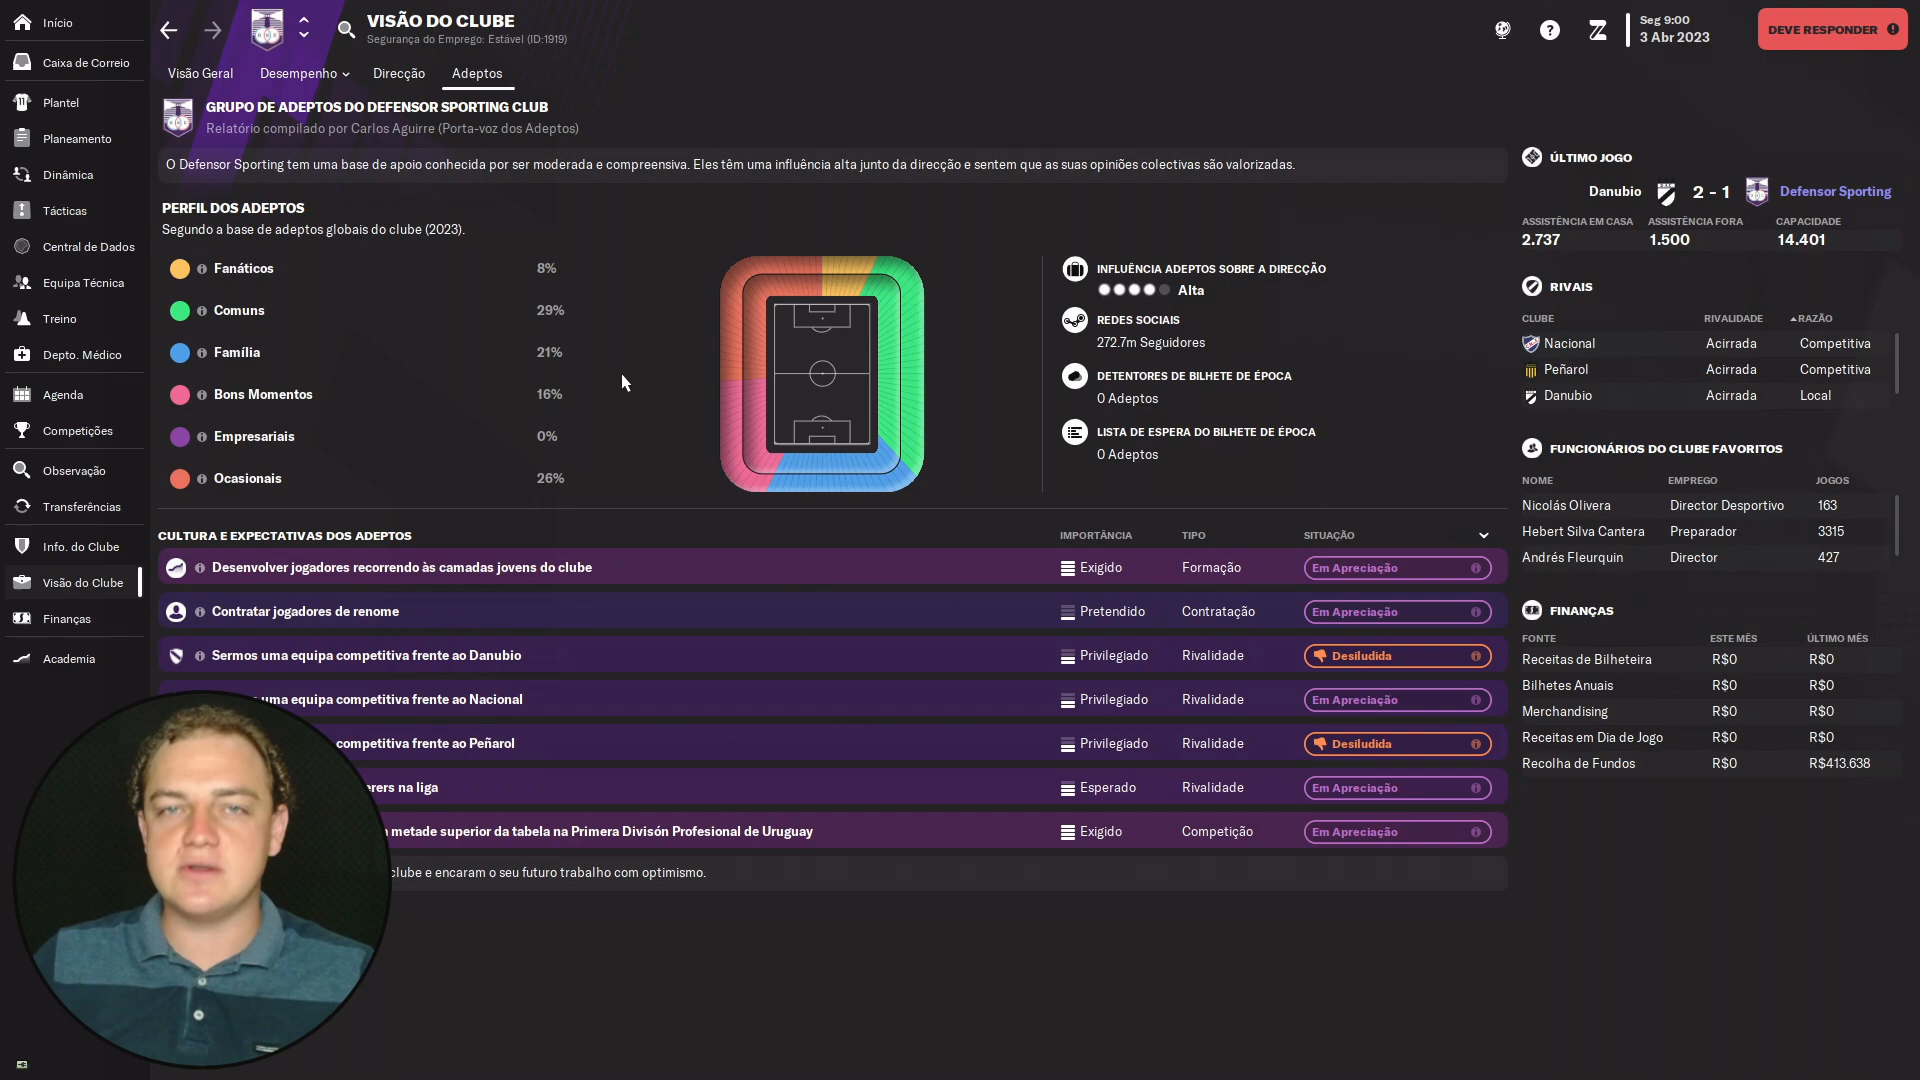 Início
Caixa de Correio
Plantel
Planeamento
Dinâmica
Tácticas
Central de Dados
Equipa Técnica
Treino
Depto. Médico
Agenda
Competições
Observação
Transferências
Info. do Clube
Visão do Clube
Finanças
Academia
VISÃO DO CLUBE
Segurança do Emprego: Estável (ID:1919)
Seg 9:00
3 Abr 2023
DEVE RESPONDER
Visão Geral Desempenho Direcção Adeptos
GRUPO DE ADEPTOS DO DEFENSOR SPORTING CLUB
Relatório compilado por Carlos Aguirre (Porta-voz dos Adeptos)
O Defensor Sporting tem uma base de apoio conhecida por ser moderada e compreensiva. Eles têm uma influência alta junto da direcção e sentem que as suas opiniões colectivas são valorizadas.
PERFIL DOS ADEPTOS
Segundo a base de adeptos globais do clube (2023).
Fanáticos 8%
Comuns 29%
Família 21%
Bons Momentos 16%
Empresariais 0%
Ocasionais 26%
INFLUÊNCIA ADEPTOS SOBRE A DIRECÇÃO
Alta
REDES SOCIAIS
272.7m Seguidores
DETENTORES DE BILHETE DE ÉPOCA
0 Adeptos
LISTA DE ESPERA DO BILHETE DE ÉPOCA
0 Adeptos
CULTURA E EXPECTATIVAS DOS ADEPTOS IMPORTÂNCIA TIPO SITUAÇÃO
Desenvolver jogadores recorrendo às camadas jovens do clube Exigido Formação Em Apreciação
Contratar jogadores de renome Pretendido Contratação Em Apreciação
Sermos uma equipa competitiva frente ao Danubio Privilegiado Rivalidade Desiludida
uma equipa competitiva frente ao Nacional Privilegiado Rivalidade Em Apreciação
competitiva frente ao Peñarol Privilegiado Rivalidade Desiludida
na liga Esperado Rivalidade Em Apreciação
metade superior da tabela na Primera Divisón Profesional de Uruguay Exigido Competição Em Apreciação
clube e encaram o seu futuro trabalho com optimismo.
ÚLTIMO JOGO
Danubio 2 - 1 Defensor Sporting
ASSISTÊNCIA EM CASA ASSISTÊNCIA FORA CAPACIDADE
2.737 1.500 14.401
RIVAIS
CLUBE RIVALIDADE RAZÃO
Nacional Acirrada Competitiva
Peñarol Acirrada Competitiva
Danubio Acirrada Local
FUNCIONÁRIOS DO CLUBE FAVORITOS
NOME EMPREGO JOGOS
Nicolás Olivera Director Desportivo 163
Hebert Silva Cantera Preparador 3315
Andrés Fleurquin Director 427
FINANÇAS
FONTE ESTE MÊS ÚLTIMO MÊS
Receitas de Bilheteira R$0 R$0
Bilhetes Anuais R$0 R$0
Merchandising R$0 R$0
Receitas em Dia de Jogo R$0 R$0
Recolha de Fundos R$0 R$413.638